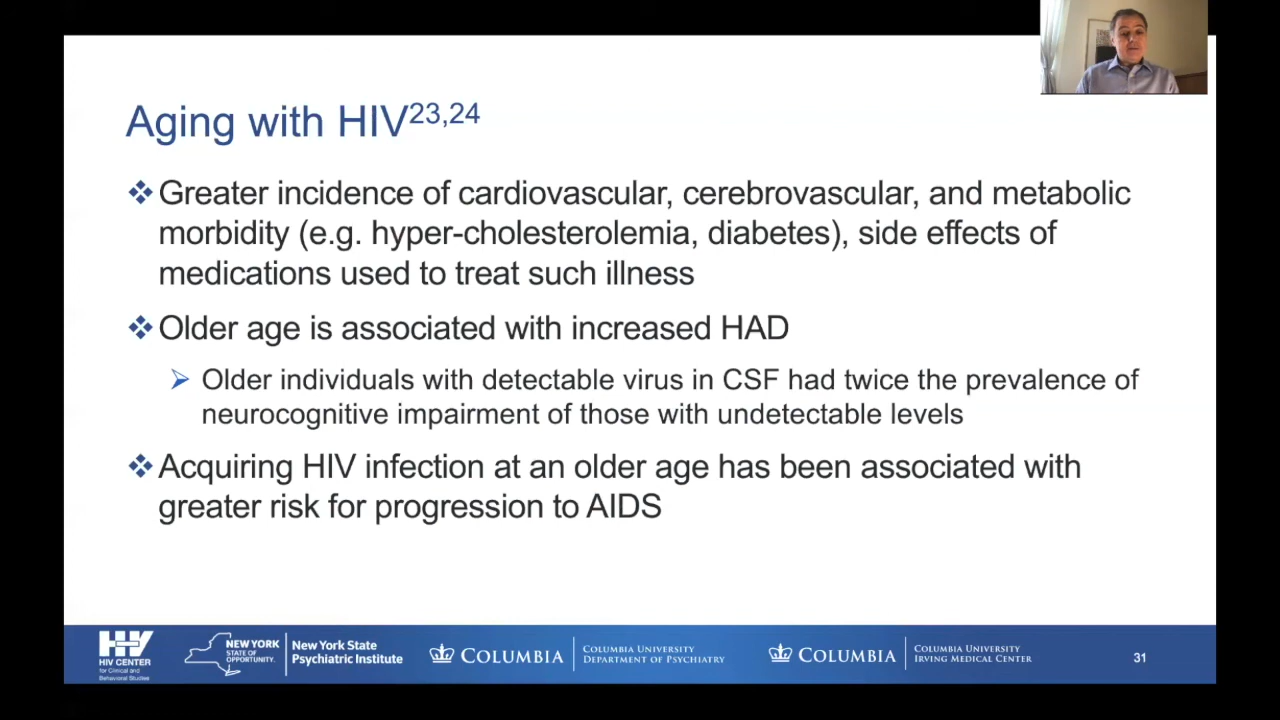 Aging with HIV23,24
❖ Greater incidence of cardiovascular, cerebrovascular, and metabolic
morbidity (e.g. hyper-cholesterolemia, diabetes), side effects of
medications used to treat such illness
❖ Older age is associated with increased HAD
➢ Older individuals with detectable virus in CSF had twice the prevalence of
neurocognitive impairment of those with undetectable levels
❖ Acquiring HIV infection at an older age has been associated with
greater risk for progression to AIDS
HIV
HIV CENTER
for Clinical and
Behavioral Studies
NEW YORK
STATE OF
OPPORTUNITY.
New York State
Psychiatric Institute
COLUMBIA
COLUMBIA UNIVERSITY
DEPARTMENT OF PSYCHIATRY
COLUMBIA
COLUMBIA UNIVERSITY
IRVING MEDICAL CENTER
31